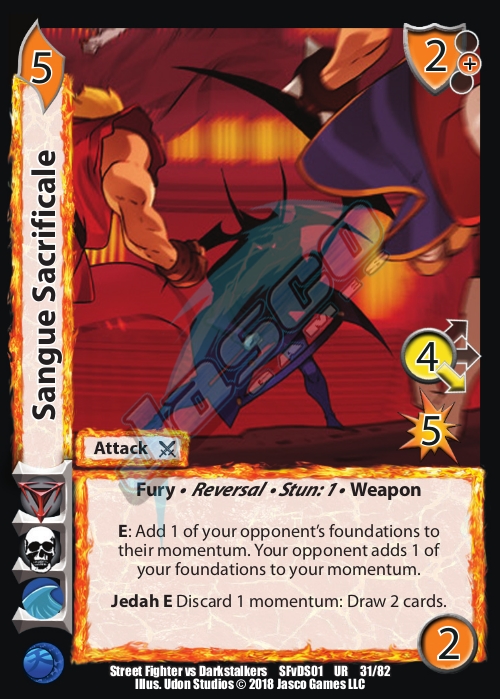 5
2
+
Sangue Sacrificale
4
5
Attack
Fury • Reversal • Stun: 1 • Weapon
E: Add 1 of your opponent's foundations to
their momentum. Your opponent adds 1 of
your foundations to your momentum.
Jedah E Discard 1 momentum: Draw 2 cards.
2
Street Fighter vs Darkstalkers SFvDS01 UR 31/82
Illus. Udon Studios © 2018 Jasco Games LLC
JASCO
GAMES